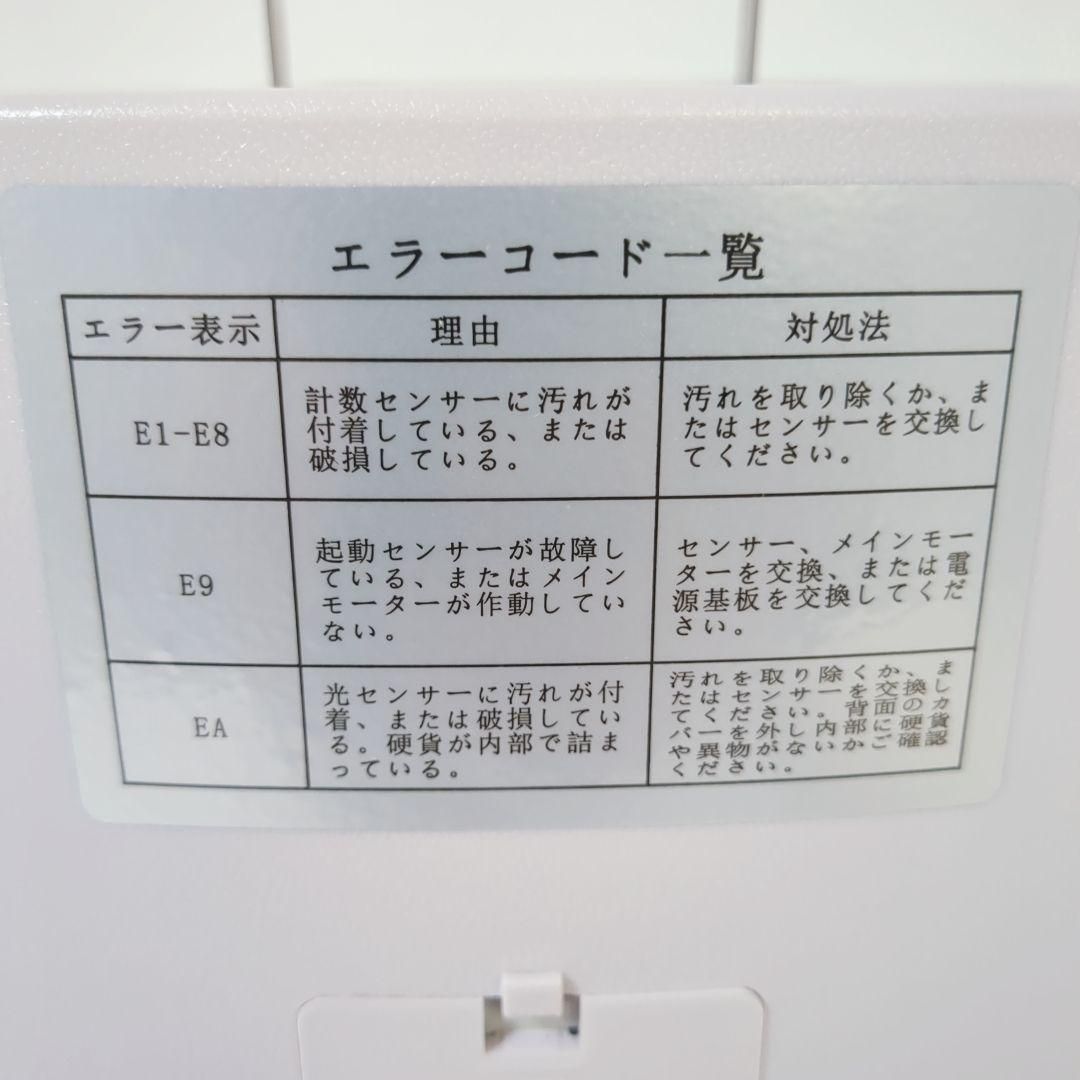 エラーコード一覧
エラー表示 理由 対処法
E1-E8
計数センサーに汚れが
付着している、または
破損している。
汚れを取り除くか、ま
たはセンサーを交換し
てください。
E9
起動センサーが故障し
ている、またはメイン
モーターが作動してい
ない。
センサー、メインモー
ターを交換、または電
源基板を交換してくだ
さい。
EA
光センサーに汚れが付
着、または破損してい
る。硬貨が内部で詰ま
っている。
汚れを取り除くか、ま
たはセンサーを交換し
てください。背面のカ
バーを外し、内部に硬貨
や異物がないかご確認
ください。